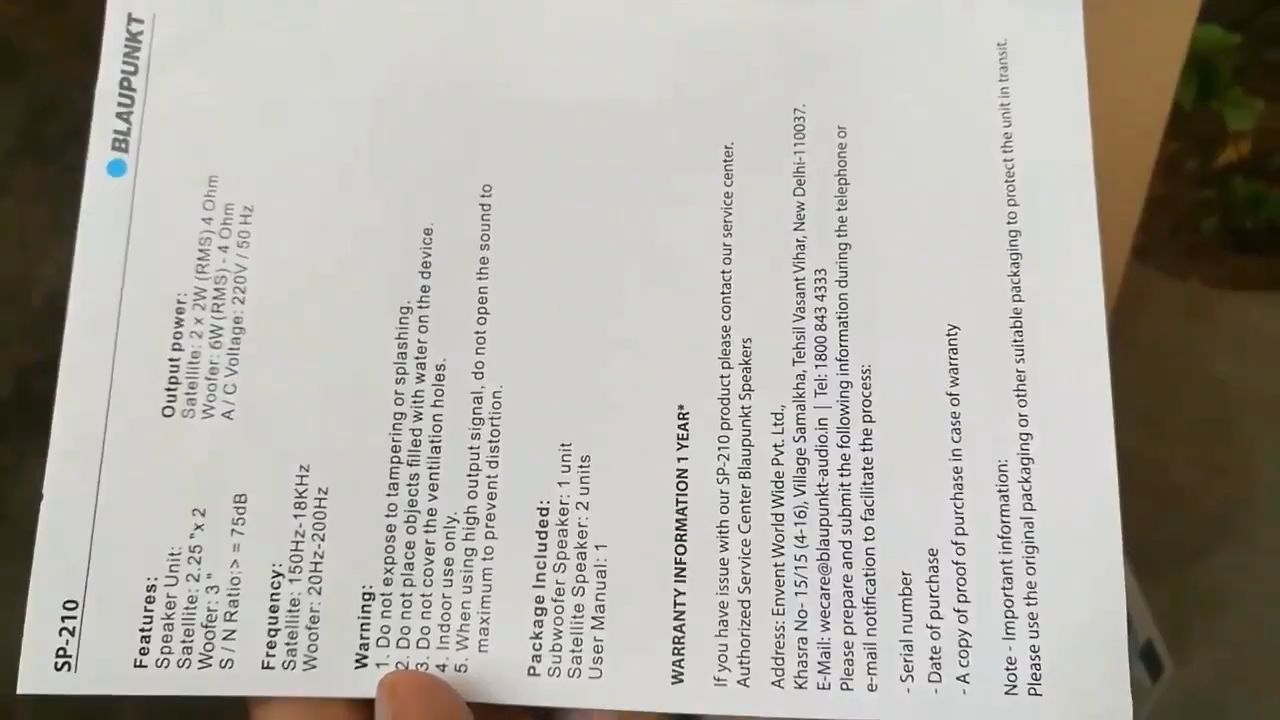 SP-210
BLAUPUNKT
Features:
Speaker Unit:
Satellite: 2.25 "x 2
Woofer: 3 "
S / N Ratio:> = 75dB
Output power:
Satellite: 2 x 2W (RMS) 4 Ohm
Woofer: 6W (RMS) - 4 Ohm
A / C Voltage: 220V / 50 Hz
Frequency:
Satellite: 150Hz-18KHz
Woofer: 20Hz-200Hz
Warning:
1. Do not expose to tampering or splashing.
2. Do not place objects filled with water on the device.
3. Do not cover the ventilation holes.
4. Indoor use only.
5. When using high output signal, do not open the sound to
maximum to prevent distortion.
Package Included:
Subwoofer Speaker: 1 unit
Satellite Speaker: 2 units
User Manual: 1
WARRANTY INFORMATION 1 YEAR*
If you have issue with our SP-210 product please contact our service center.
Authorized Service Center Blaupunkt Speakers
Address: Envent World Wide Pvt. Ltd.,
Khasra No- 15/15 (4-16), Village Samalkha, Tehsil Vasant Vihar, New Delhi-110037.
E-Mail: wecare@blaupunkt-audio.in | Tel: 1800 843 4333
Please prepare and submit the following information during the telephone or
e-mail notification to facilitate the process:
- Serial number
- Date of purchase
- A copy of proof of purchase in case of warranty
Note - Important information:
Please use the original packaging or other suitable packaging to protect the unit in transit.